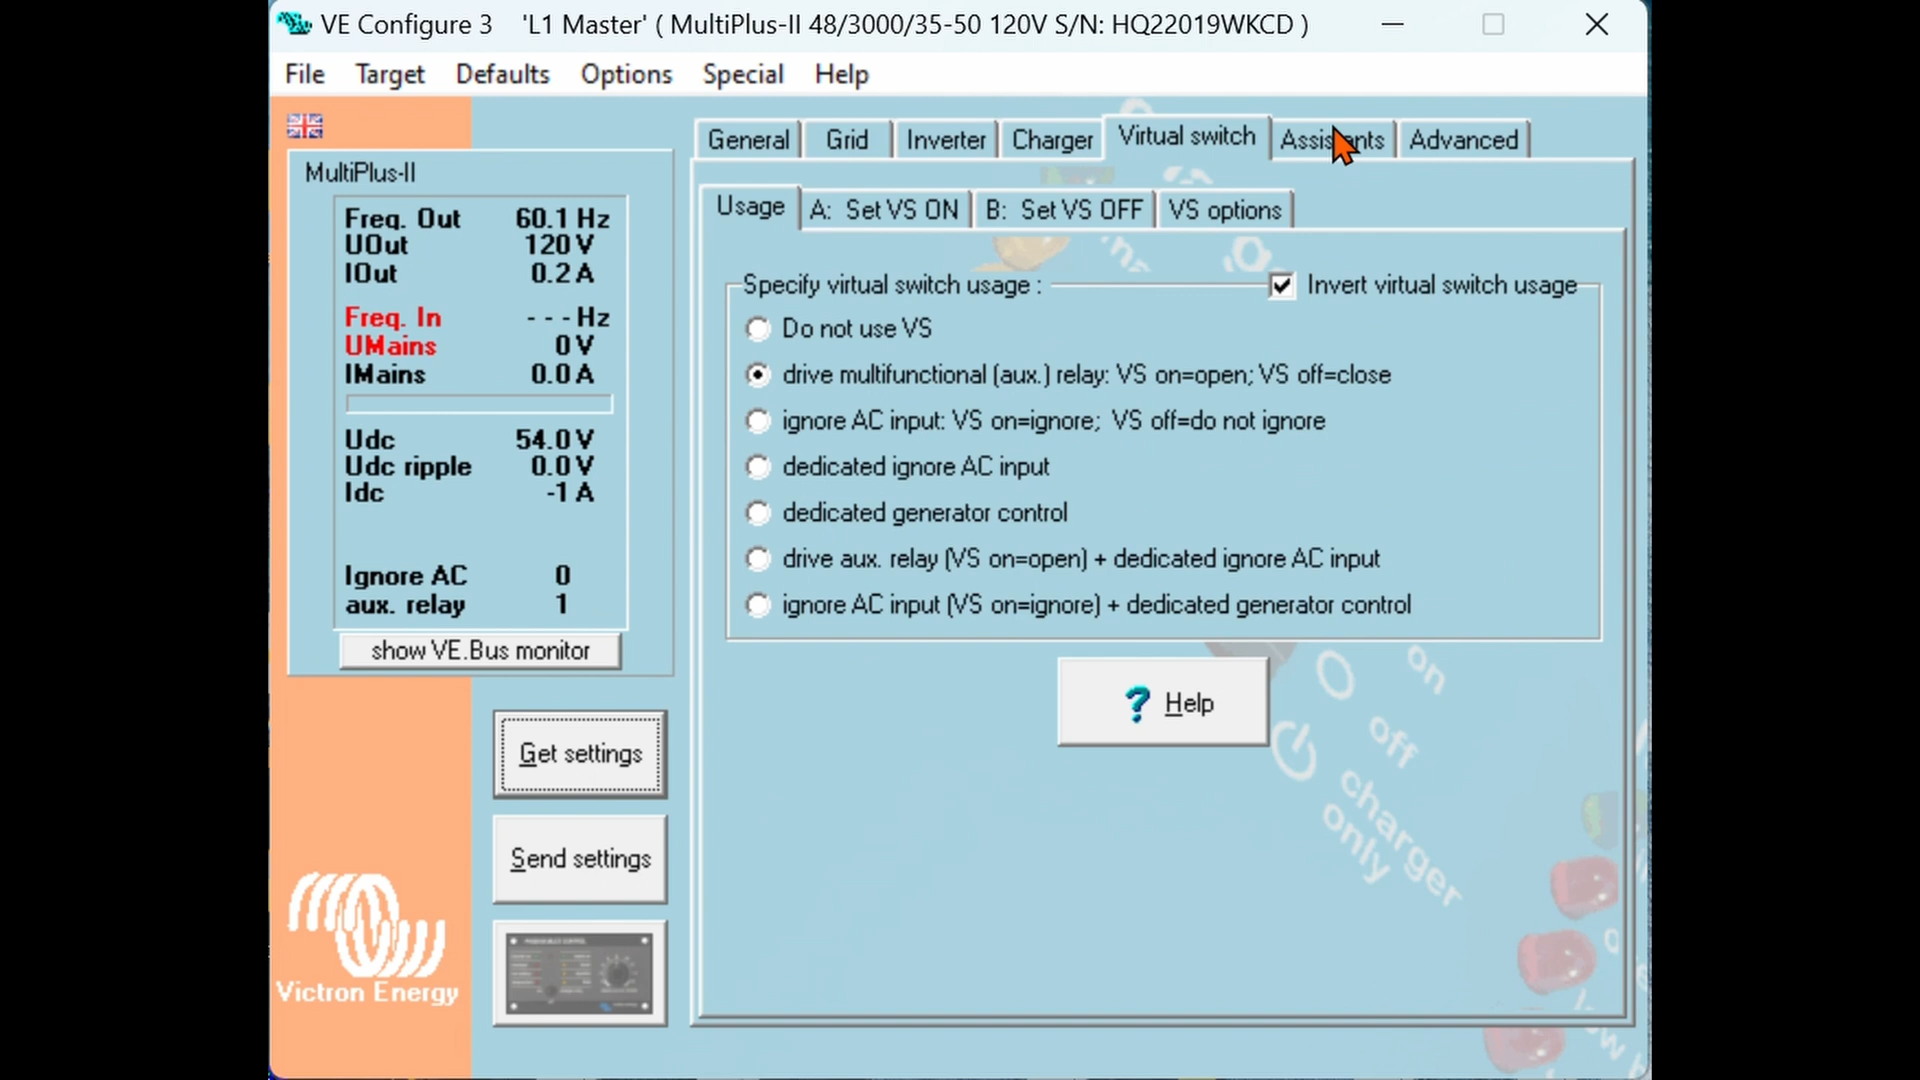 VE Configure 3 'L1 Master' ( MultiPlus-II 48/3000/35-50 120V S/N: HQ22019WKCD )
File Target Defaults Options Special Help
General Grid Inverter Charger Virtual switch Assistants Advanced
MultiPlus-II
Usage A: Set VS ON B: Set VS OFF VS options
Freq. Out 60.1 Hz
UOut 120 V
IOut 0.2 A
Freq. In - - - Hz
UMains 0 V
IMains 0.0 A
Udc 54.0 V
Udc ripple 0.0 V
Idc -1 A
Ignore AC 0
aux. relay 1
show VE.Bus monitor
Specify virtual switch usage : Invert virtual switch usage
Do not use VS
drive multifunctional (aux.) relay: VS on=open; VS off=close
ignore AC input: VS on=ignore; VS off=do not ignore
dedicated ignore AC input
dedicated generator control
drive aux. relay (VS on=open) + dedicated ignore AC input
ignore AC input (VS on=ignore) + dedicated generator control
? Help
Get settings
Send settings
Victron Energy
on
off
charger
only